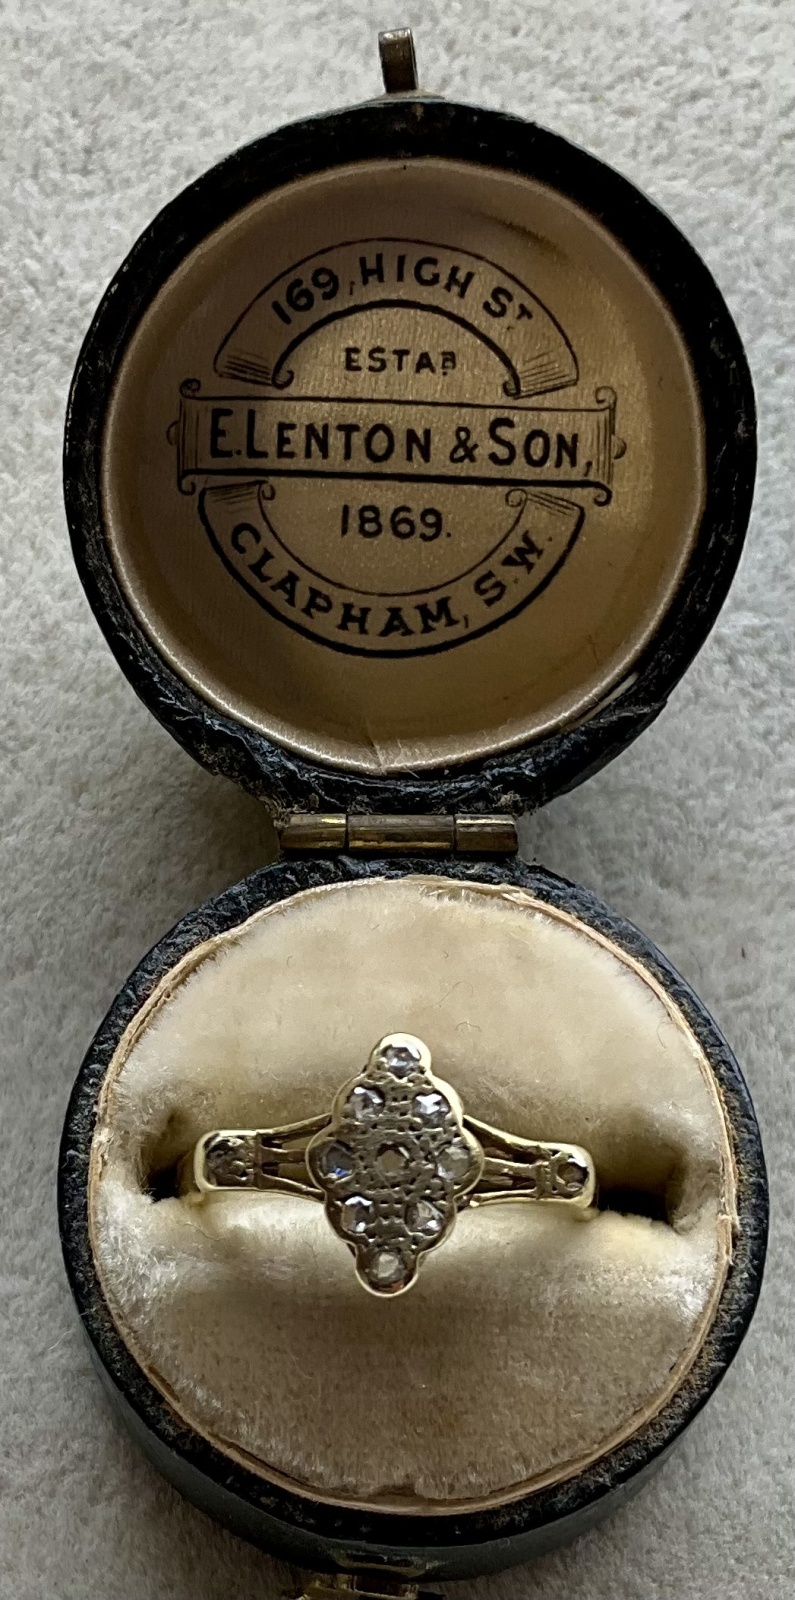 169, HIGH ST
ESTAB
E. LENTON & SON,
1869.
CLAPHAM, S.W.